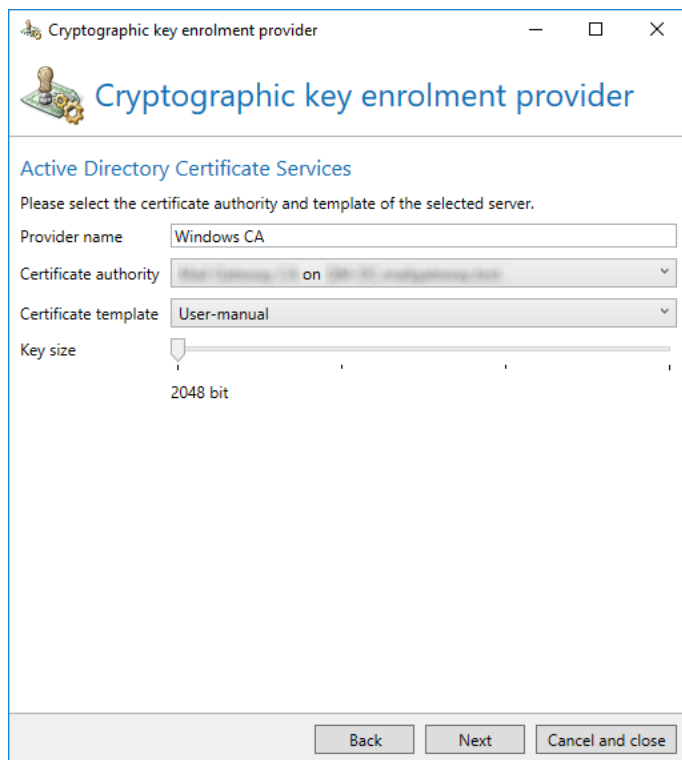 Cryptographic key enrolment provider
Cryptographic key enrolment provider
Active Directory Certificate Services
Please select the certificate authority and template of the selected server.
Provider name Windows CA
Certificate authority on
Certificate template User-manual
Key size
2048 bit
Back Next Cancel and close